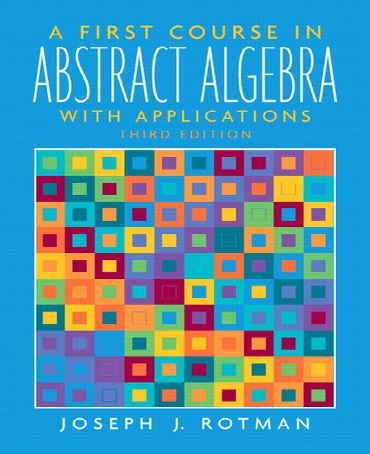 A FIRST COURSE IN
ABSTRACT ALGEBRA
WITH APPLICATIONS
THIRD EDITION
JOSEPH J. ROTMAN